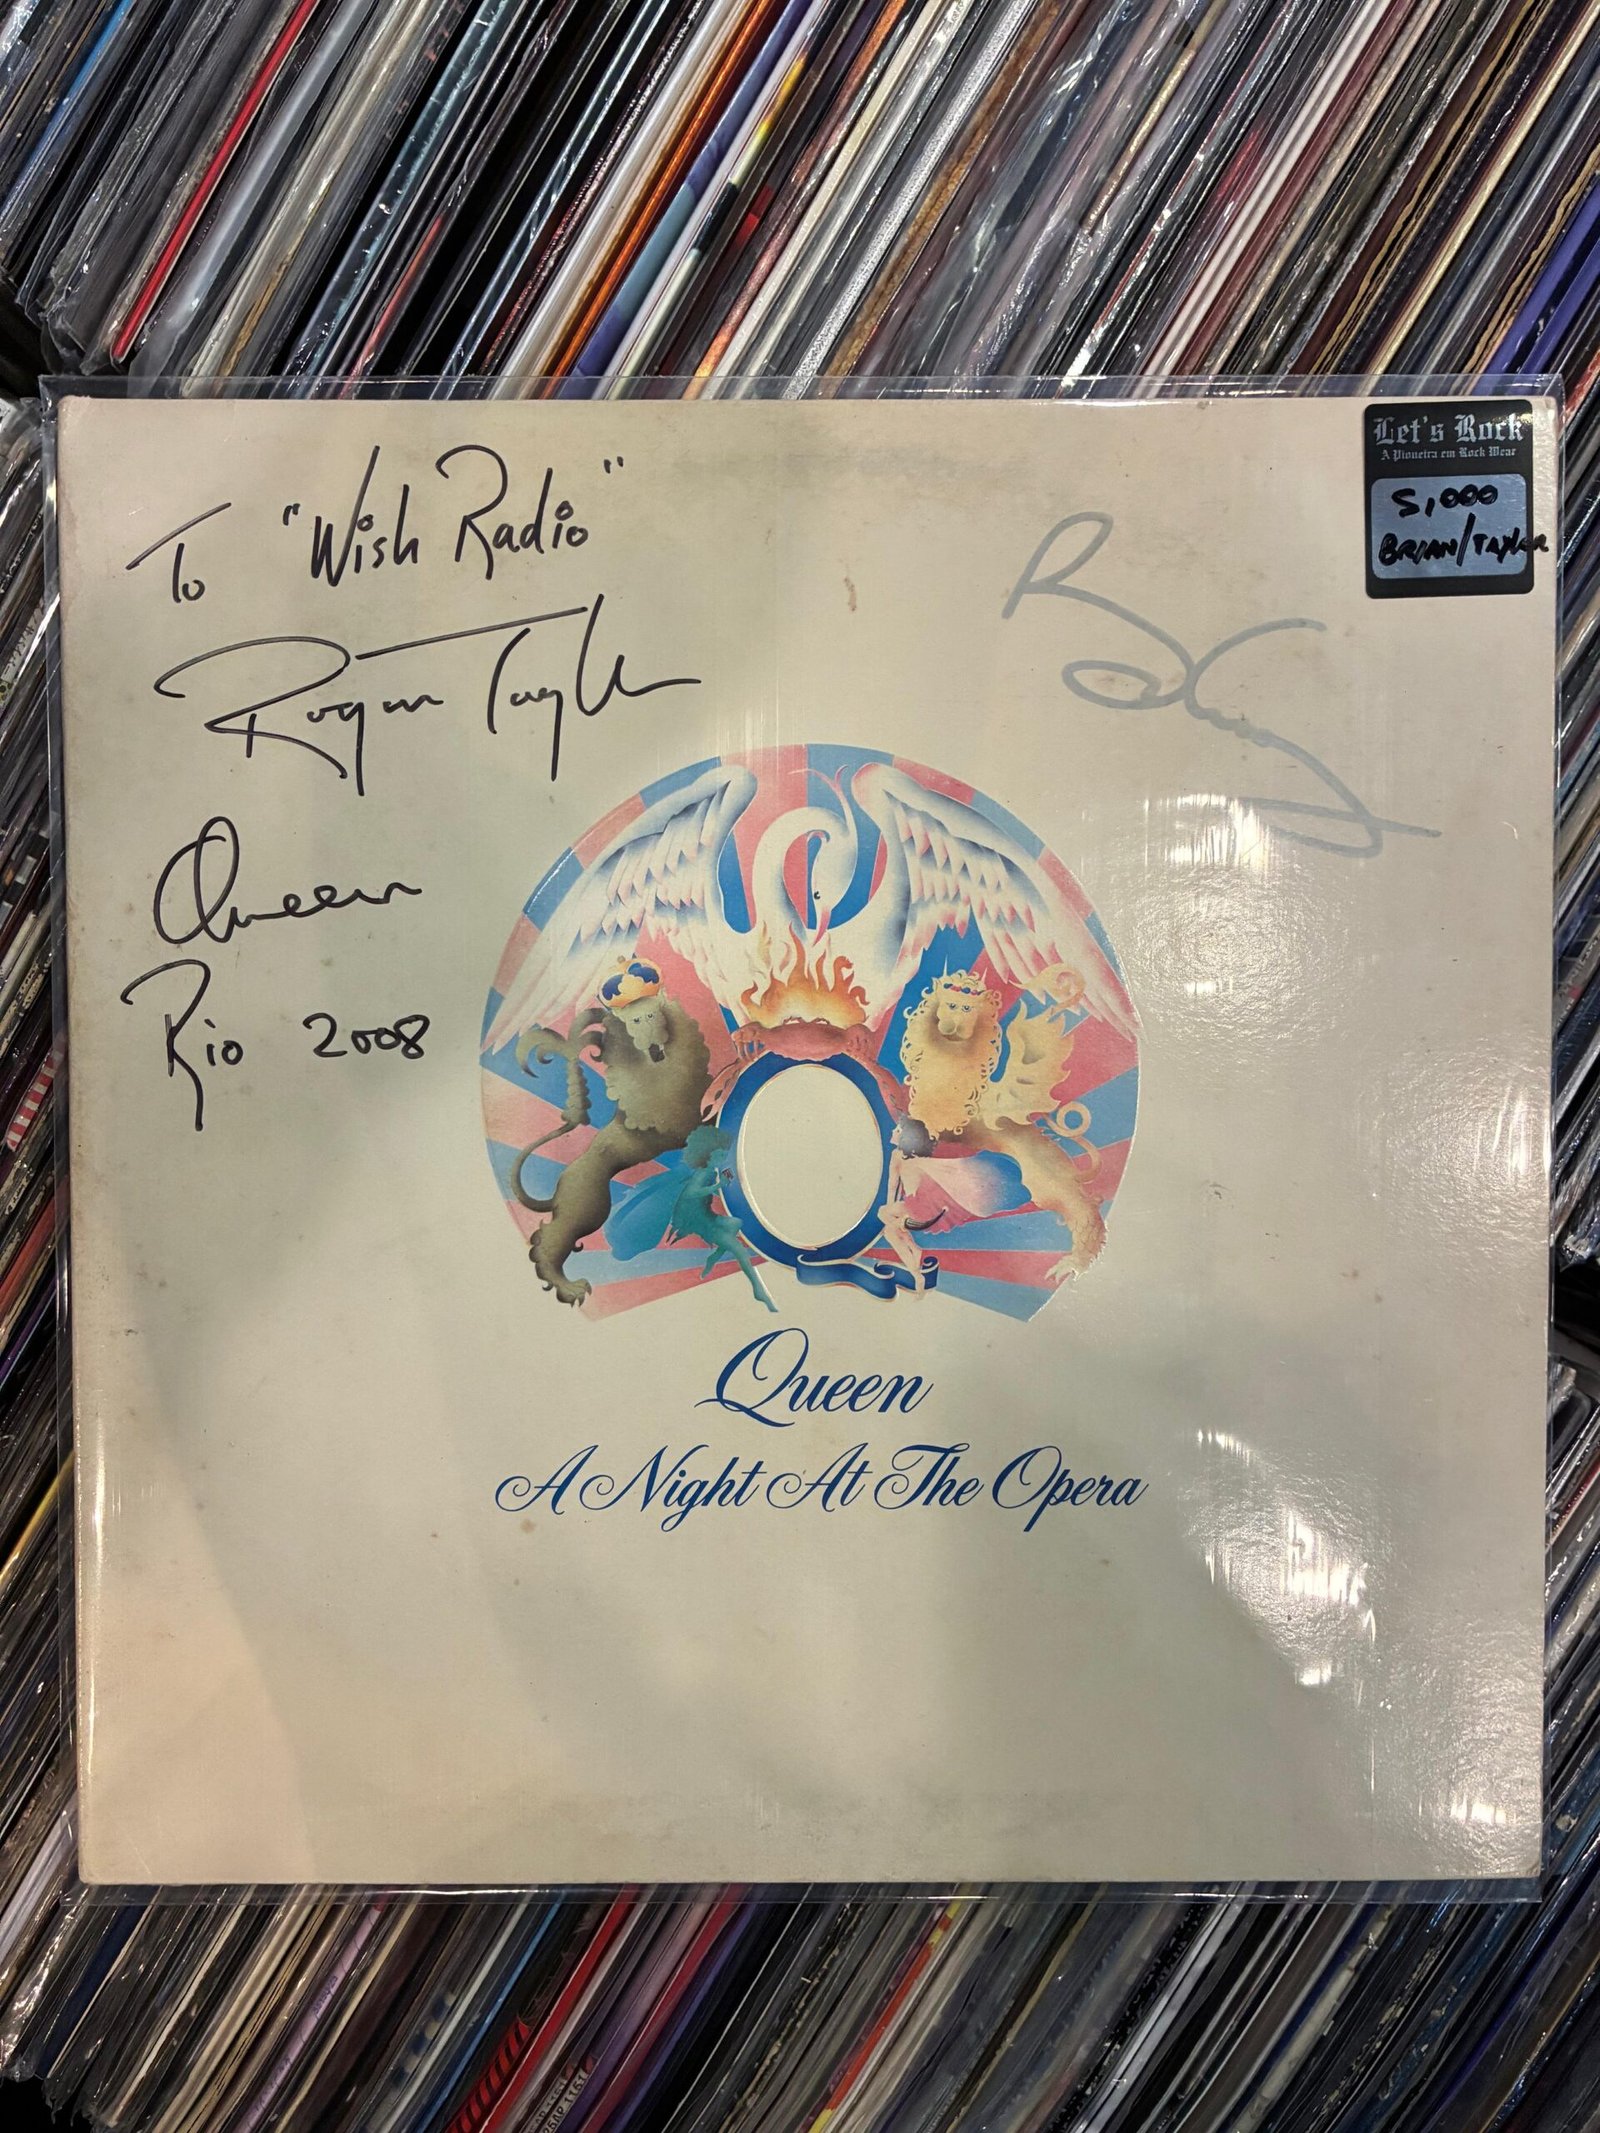 To "Wish Radio"
Roger Taylor
Queen
Rio 2008
Let's Rock
A Pioneira em Rock Wear
5,000
BRIAN/TAYLOR
Queen
A Night At The Opera